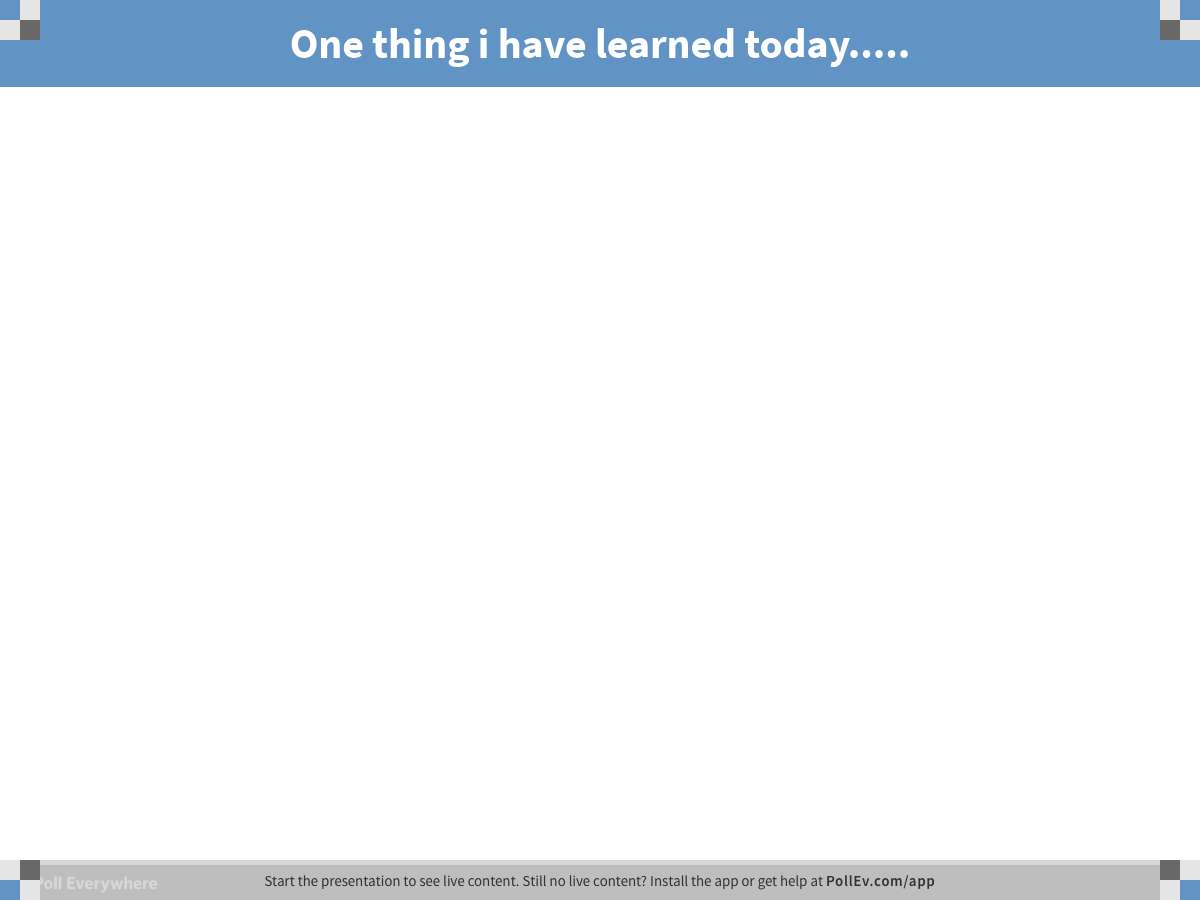 One thing i have learned today.....
Poll Everywhere
Start the presentation to see live content. Still no live content? Install the app or get help at PollEv.com/app